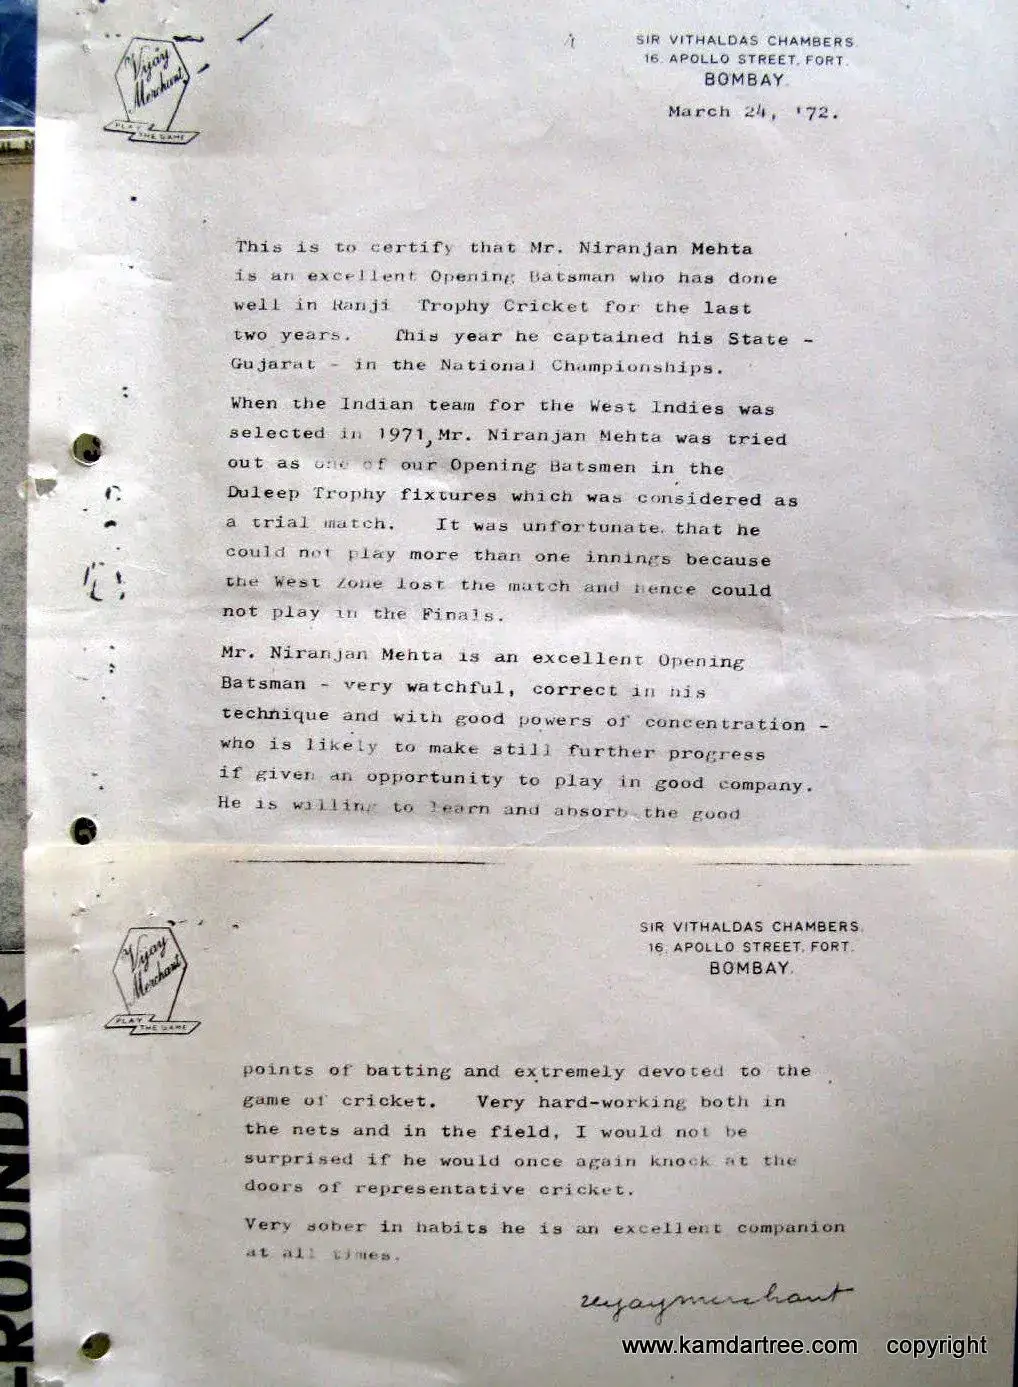 Vijay
Merchant
PLAY
THE GAME
SIR VITHALDAS CHAMBERS,
16, APOLLO STREET, FORT,
BOMBAY.
March 24, '72.
This is to certify that Mr. Niranjan Mehta
is an excellent Opening Batsman who has done
well in Ranji Trophy Cricket for the last
two years. This year he captained his State -
Gujarat - in the National Championships.
When the Indian team for the West Indies was
selected in 1971, Mr. Niranjan Mehta was tried
out as one of our Opening Batsmen in the
Duleep Trophy fixtures which was considered as
a trial match. It was unfortunate that he
could not play more than one innings because
the West Zone lost the match and hence could
not play in the Finals.
Mr. Niranjan Mehta is an excellent Opening
Batsman - very watchful, correct in his
technique and with good powers of concentration -
who is likely to make still further progress
if given an opportunity to play in good company.
He is willing to learn and absorb the good
Vijay
Merchant
PLAY
THE GAME
SIR VITHALDAS CHAMBERS,
16, APOLLO STREET, FORT,
BOMBAY.
points of batting and extremely devoted to the
game of cricket. Very hard-working both in
the nets and in the field, I would not be
surprised if he would once again knock at the
doors of representative cricket.
Very sober in habits he is an excellent companion
at all times.
Vijaymerchant
www.kamdartree.com copyright
-ROUNDER